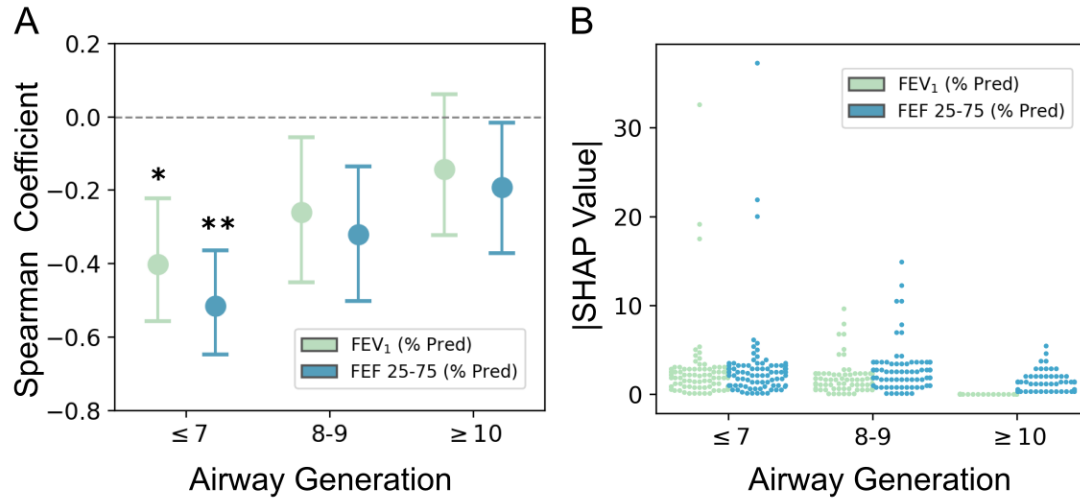 A
Spearman Coefficient
0.2
0.0
−0.2
−0.4
−0.6
−0.8
*
**
FEV₁ (% Pred)
FEF 25-75 (% Pred)
≤ 7
8-9
≥ 10
Airway Generation
B
|SHAP Value|
30
20
10
0
FEV₁ (% Pred)
FEF 25-75 (% Pred)
≤ 7
8-9
≥ 10
Airway Generation